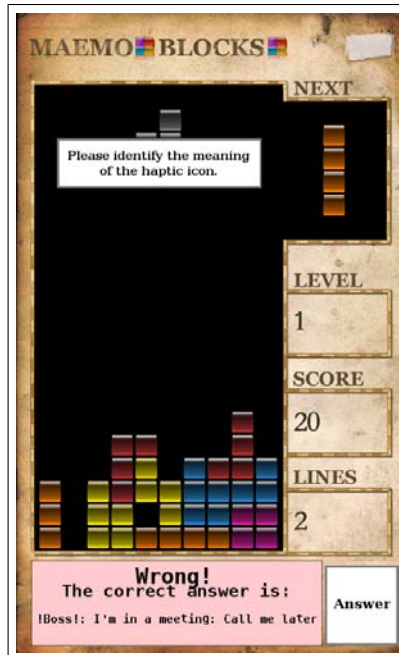 MAEMO BLOCKS
NEXT
Please identify the meaning
of the haptic icon.
LEVEL
1
SCORE
20
LINES
2
Wrong!
The correct answer is:
!Boss!: I'm in a meeting: Call me later
Answer